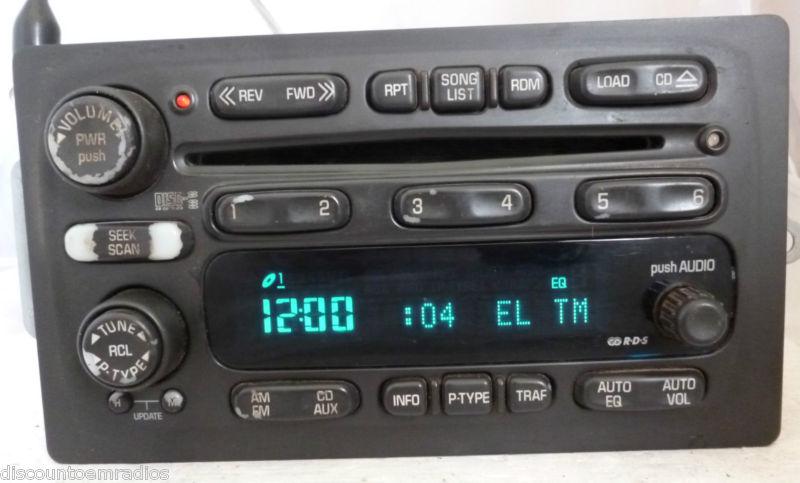 REV FWD
RPT
SONG
LIST
RDM
LOAD CD
VOLUME
PWR
push
1 2
3 4
5 6
DISC
SEEK
SCAN
push AUDIO
1 EQ
12:00 :04 EL TM
R·D·S
TUNE
RCL
P-TYPE
H M
UPDATE
AM CD
FM AUX
INFO
P-TYPE
TRAF
AUTO AUTO
EQ VOL
discountoemradios